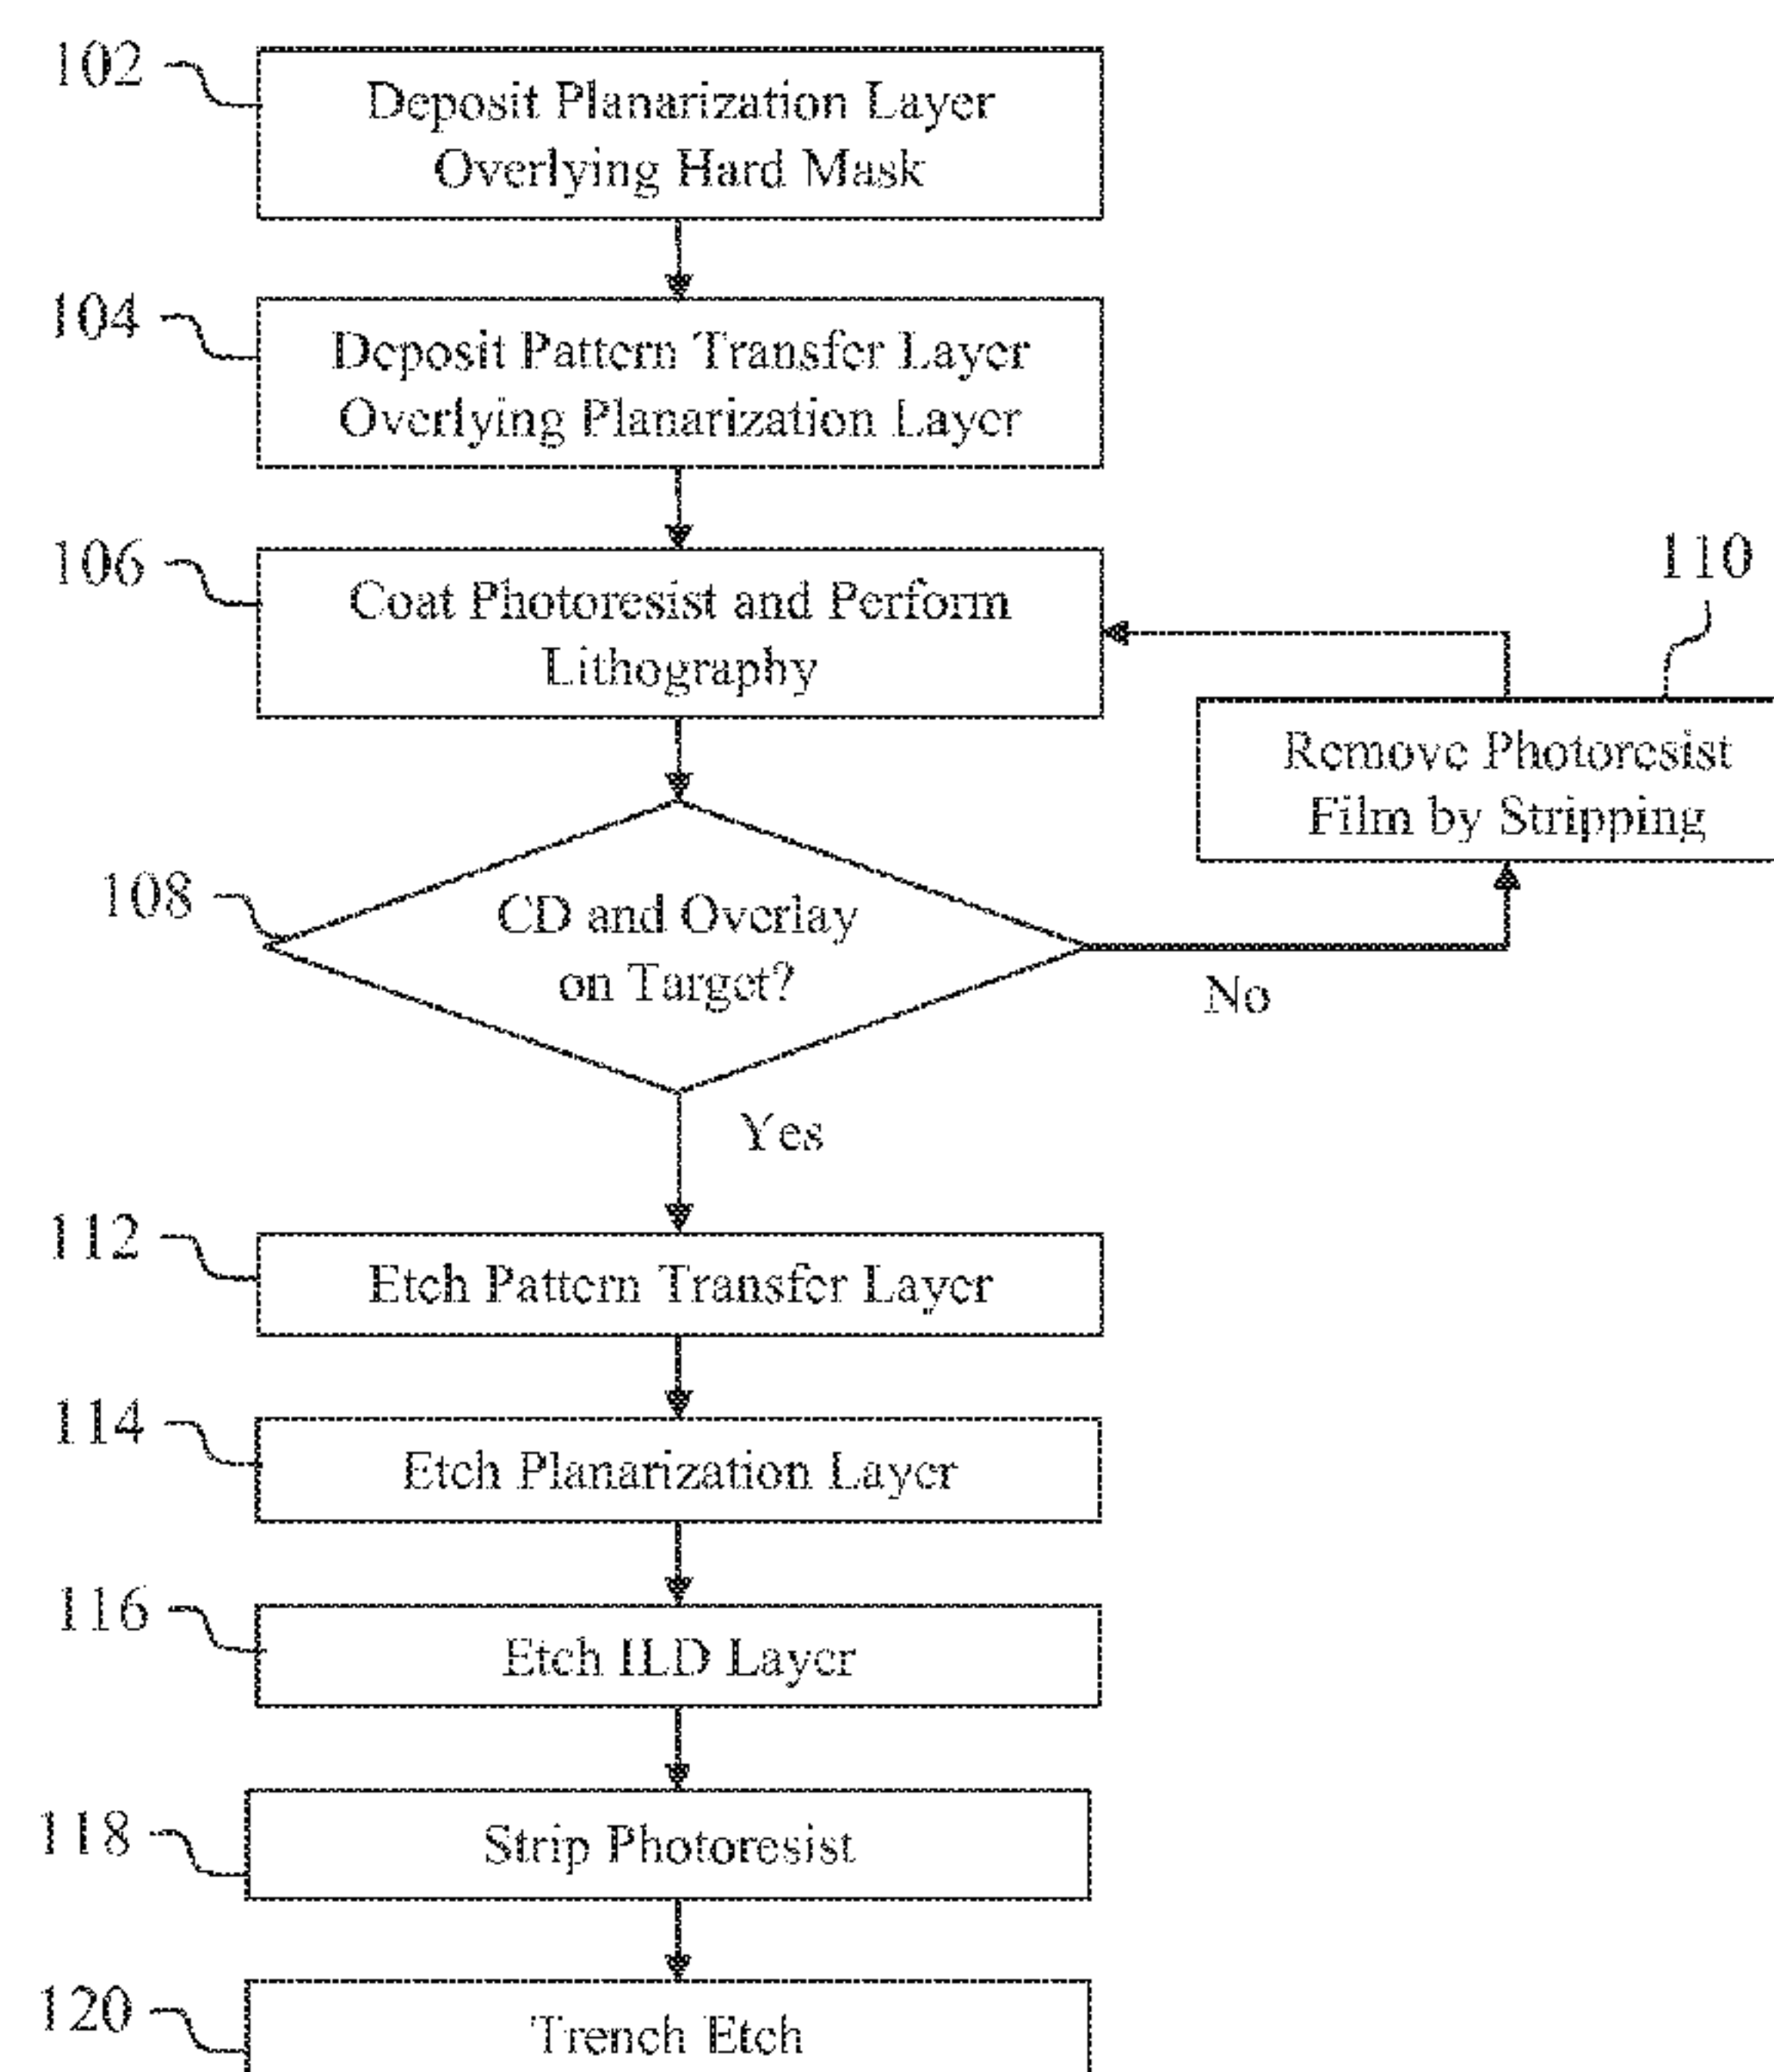 102
Deposit Planarization Layer
Overlying Hard Mask
104
Deposit Pattern Transfer Layer
Overlying Planarization Layer
106
Coat Photoresist and Perform
Lithography
110
Remove Photoresist
Film by Stripping
108
CD and Overlay
on Target?
No
Yes
112
Etch Pattern Transfer Layer
114
Etch Planarization Layer
116
Etch ILD Layer
118
Strip Photoresist
120
Trench Etch